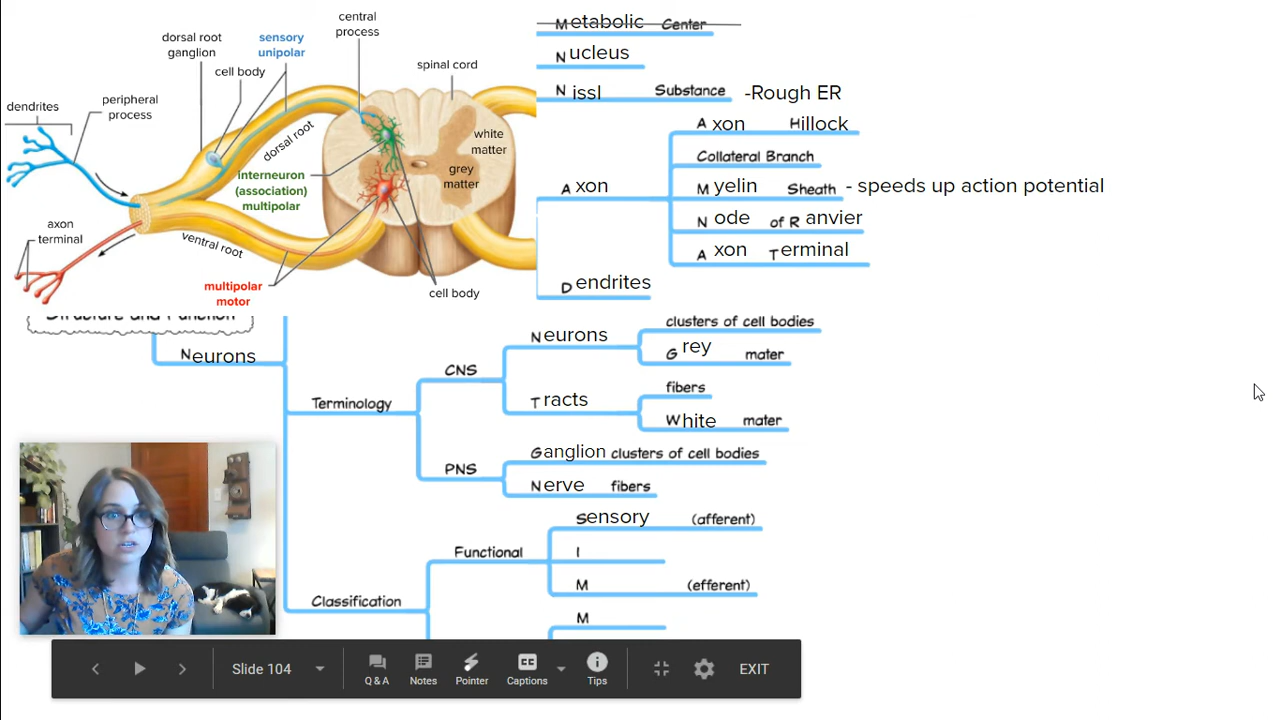 central
process
dorsal root
ganglion
sensory
unipolar
cell body
spinal cord
dendrites
peripheral
process
dorsal root
white
matter
grey
matter
interneuron
(association)
multipolar
axon
terminal
ventral root
multipolar
motor
cell body
Metabolic Center
Nucleus
Nissl Substance -Rough ER
Axon
Axon Hillock
Collateral Branch
Myelin Sheath - speeds up action potential
Node of Ranvier
Axon Terminal
Dendrites
Structure and Function
Neurons
Terminology
CNS
Neurons
clusters of cell bodies
Grey mater
Tracts
fibers
White mater
PNS
Ganglion clusters of cell bodies
Nerve fibers
Classification
Functional
Sensory (afferent)
I
M (efferent)
M
Slide 104
Q & A
Notes
Pointer
CC
Captions
Tips
EXIT